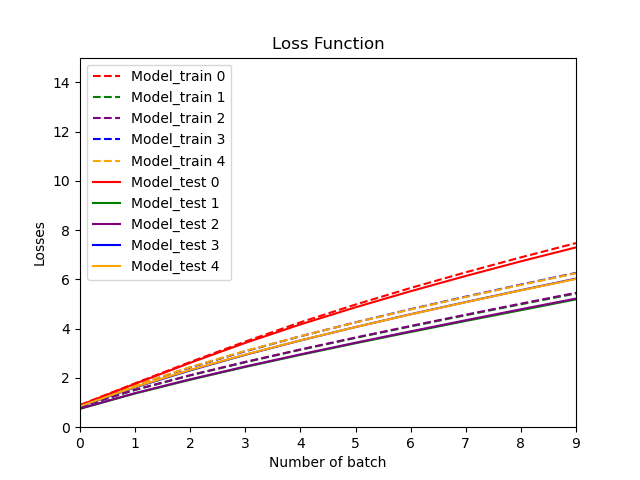 Loss Function
14
12
10
8
6
4
2
0
Losses
Model_train 0
Model_train 1
Model_train 2
Model_train 3
Model_train 4
Model_test 0
Model_test 1
Model_test 2
Model_test 3
Model_test 4
0 1 2 3 4 5 6 7 8 9
Number of batch